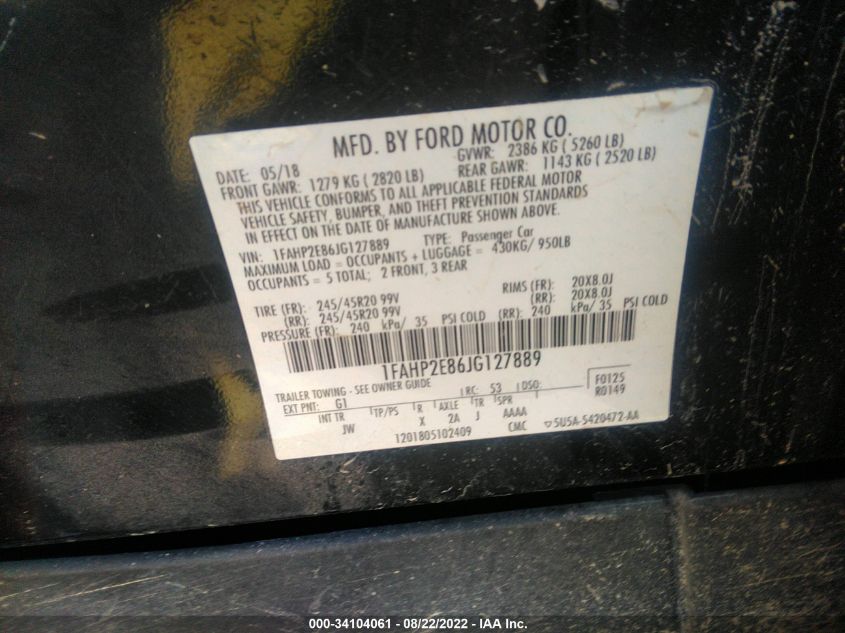 MFD. BY FORD MOTOR CO.
DATE: 05/18 GVWR: 2386 KG ( 5260 LB)
FRONT GAWR: 1279 KG ( 2820 LB) REAR GAWR: 1143 KG ( 2520 LB)
THIS VEHICLE CONFORMS TO ALL APPLICABLE FEDERAL MOTOR
VEHICLE SAFETY, BUMPER, AND THEFT PREVENTION STANDARDS
IN EFFECT ON THE DATE OF MANUFACTURE SHOWN ABOVE.
VIN: 1FAHP2E86JG127889 TYPE: Passenger Car
MAXIMUM LOAD = OCCUPANTS + LUGGAGE = 430KG/ 950LB
OCCUPANTS = 5 TOTAL; 2 FRONT, 3 REAR
TIRE (FR): 245/45R20 99V RIMS (FR): 20X8.0J
(RR): 245/45R20 99V (RR): 20X8.0J
PRESSURE (FR): 240 kPa/ 35 PSI COLD (RR): 240 kPa/ 35 PSI COLD
1FAHP2E86JG127889
TRAILER TOWING - SEE OWNER GUIDE RC: 53 DSO: F0125
EXT PNT: G1 R0149
INT TR TP/PS R AXLE TR SPR
JW X 2A J AAAA
1201805102409 CMC ▽5U5A-5420472-AA
000-34104061 - 08/22/2022 - IAA Inc.